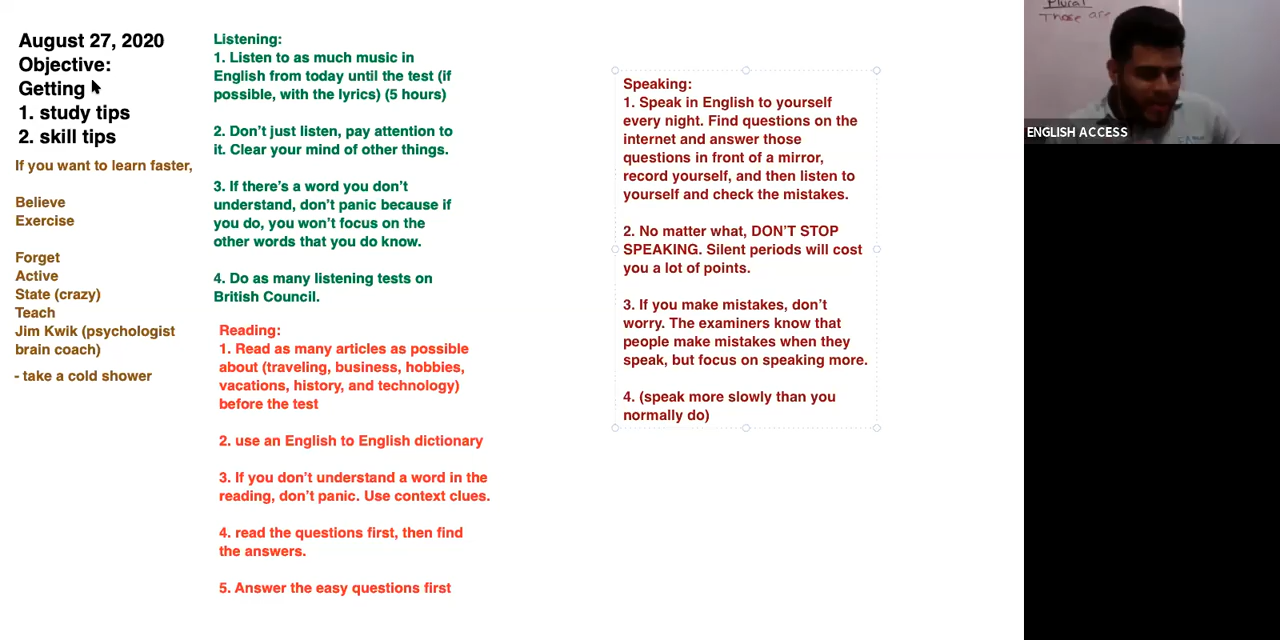 August 27, 2020
Objective:
Getting
1. study tips
2. skill tips
If you want to learn faster,
Believe
Exercise
Forget
Active
State (crazy)
Teach
Jim Kwik (psychologist
brain coach)
- take a cold shower
Listening:
1. Listen to as much music in
English from today until the test (if
possible, with the lyrics) (5 hours)
2. Don't just listen, pay attention to
it. Clear your mind of other things.
3. If there's a word you don't
understand, don't panic because if
you do, you won't focus on the
other words that you do know.
4. Do as many listening tests on
British Council.
Reading:
1. Read as many articles as possible
about (traveling, business, hobbies,
vacations, history, and technology)
before the test
2. use an English to English dictionary
3. If you don't understand a word in the
reading, don't panic. Use context clues.
4. read the questions first, then find
the answers.
5. Answer the easy questions first
Speaking:
1. Speak in English to yourself
every night. Find questions on the
internet and answer those
questions in front of a mirror,
record yourself, and then listen to
yourself and check the mistakes.
2. No matter what, DON'T STOP
SPEAKING. Silent periods will cost
you a lot of points.
3. If you make mistakes, don't
worry. The examiners know that
people make mistakes when they
speak, but focus on speaking more.
4. (speak more slowly than you
normally do)
Plural
Those are
ENGLISH ACCESS